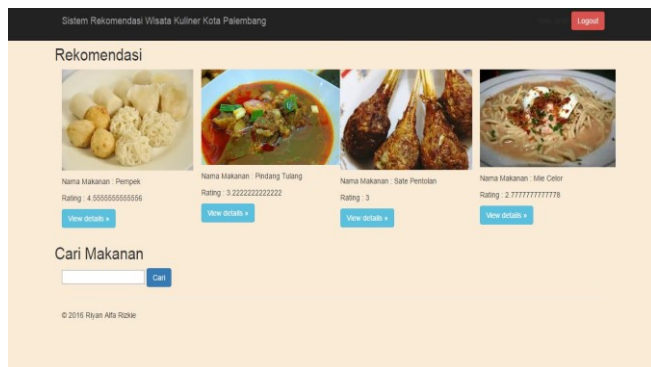 Sistem Rekomendasi Wisata Kuliner Kota Palembang
Logout
Rekomendasi
Nama Makanan : Pempek
Rating : 4.5555555555556
View details »
Nama Makanan : Pindang Tulang
Rating : 3.2222222222222
View details »
Nama Makanan : Sate Pentolan
Rating : 3
View details »
Nama Makanan : Mie Celor
Rating : 2.7777777777778
View details »
Cari Makanan
Cari
© 2016 Riyan Alfa Rizkie